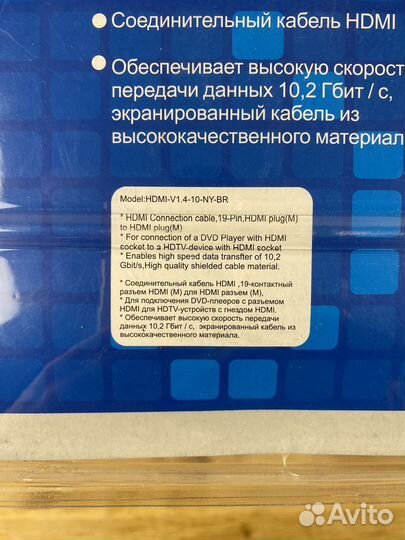 Соединительный кабель HDMI
Обеспечивает высокую скорост
передачи данных 10,2 Гбит / с,
экранированный кабель из
высококачественного материал
Model:HDMI-V1.4-10-NY-BR
* HDMI Connection cable,19-Pin,HDMI plug(M)
to HDMI plug(M)
* For connection of a DVD Player with HDMI
socket to a HDTV-device with HDMI socket
* Enables high speed data transfter of 10,2
Gbit/s,High quality shielded cable material.
* Соединительный кабель HDMI ,19-контактный
разъем HDMI (M) для HDMI разъем (M),
* Для подключения DVD-плееров с разъемом
HDMI для HDTV-устройств с гнездом HDMI.
* Обеспечивает высокую скорость передачи
данных 10,2 Гбит / с, экранированный кабель из
высококачественного материала.
Avito